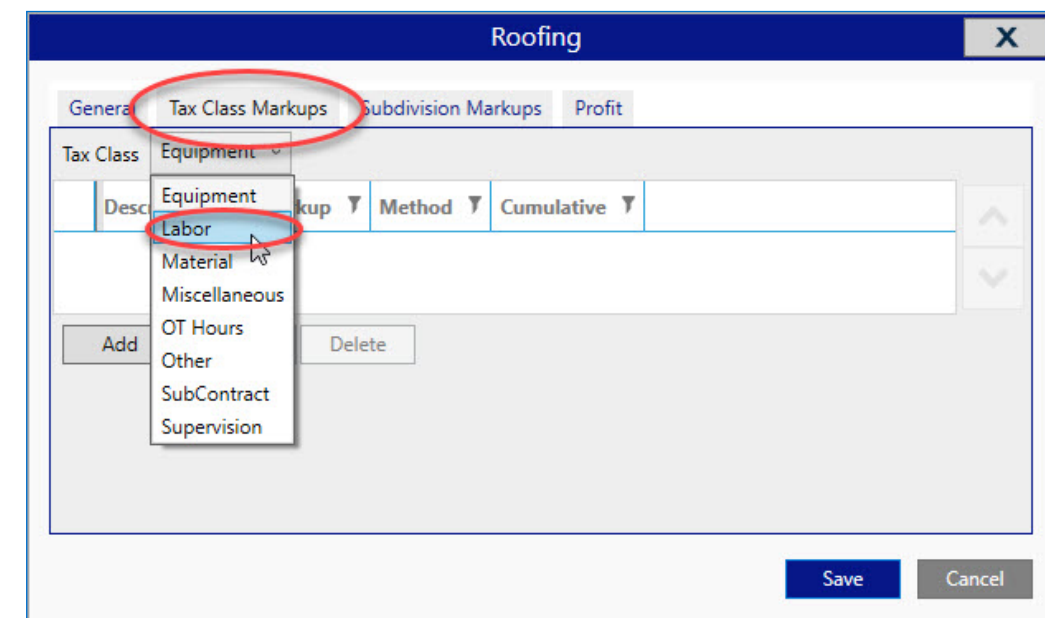 Roofing X
General Tax Class Markups Subdivision Markups Profit
Tax Class Equipment
Method Cumulative
Equipment
Labor
Material
Miscellaneous
OT Hours
Other
SubContract
Supervision
Add Delete
Save Cancel